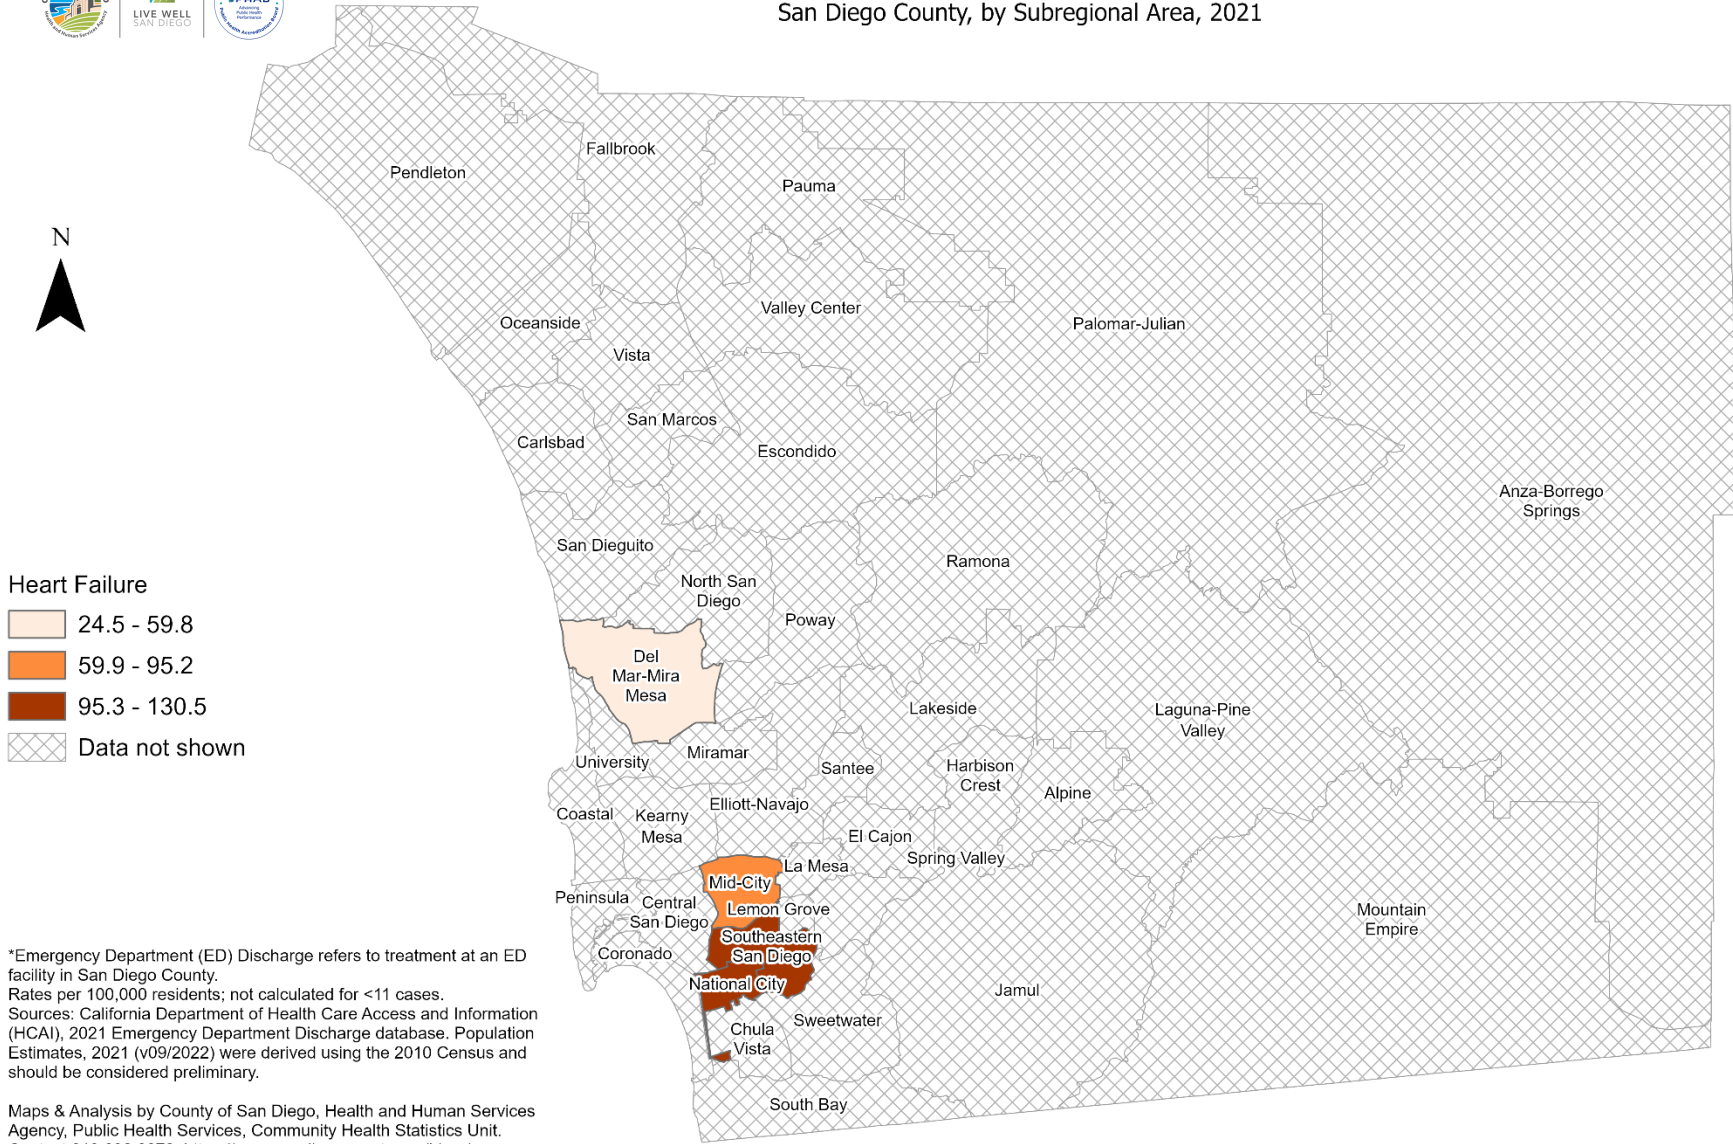 San Diego County, by Subregional Area, 2021
LIVE WELL
SAN DIEGO
Advancing
Public Health
Performance
Fallbrook
Pendleton
Pauma
N
Valley Center
Oceanside
Palomar-Julian
Vista
San Marcos
Carlsbad
Escondido
Anza-Borrego
Springs
San Dieguito
Ramona
North San
Diego
Poway
Heart Failure
24.5 - 59.8
59.9 - 95.2
95.3 - 130.5
Data not shown
Del
Mar-Mira
Mesa
Lakeside
Laguna-Pine
Valley
Miramar
University
Santee
Harbison
Crest
Alpine
Coastal
Kearny
Mesa
Elliott-Navajo
El Cajon
Spring Valley
La Mesa
Mid-City
Peninsula
Central
San Diego
Lemon Grove
Mountain
Empire
Southeastern
San Diego
Coronado
National City
Jamul
Sweetwater
Chula
Vista
South Bay
*Emergency Department (ED) Discharge refers to treatment at an ED
facility in San Diego County.
Rates per 100,000 residents; not calculated for <11 cases.
Sources: California Department of Health Care Access and Information
(HCAI), 2021 Emergency Department Discharge database. Population
Estimates, 2021 (v09/2022) were derived using the 2010 Census and
should be considered preliminary.
Maps & Analysis by County of San Diego, Health and Human Services
Agency, Public Health Services, Community Health Statistics Unit.